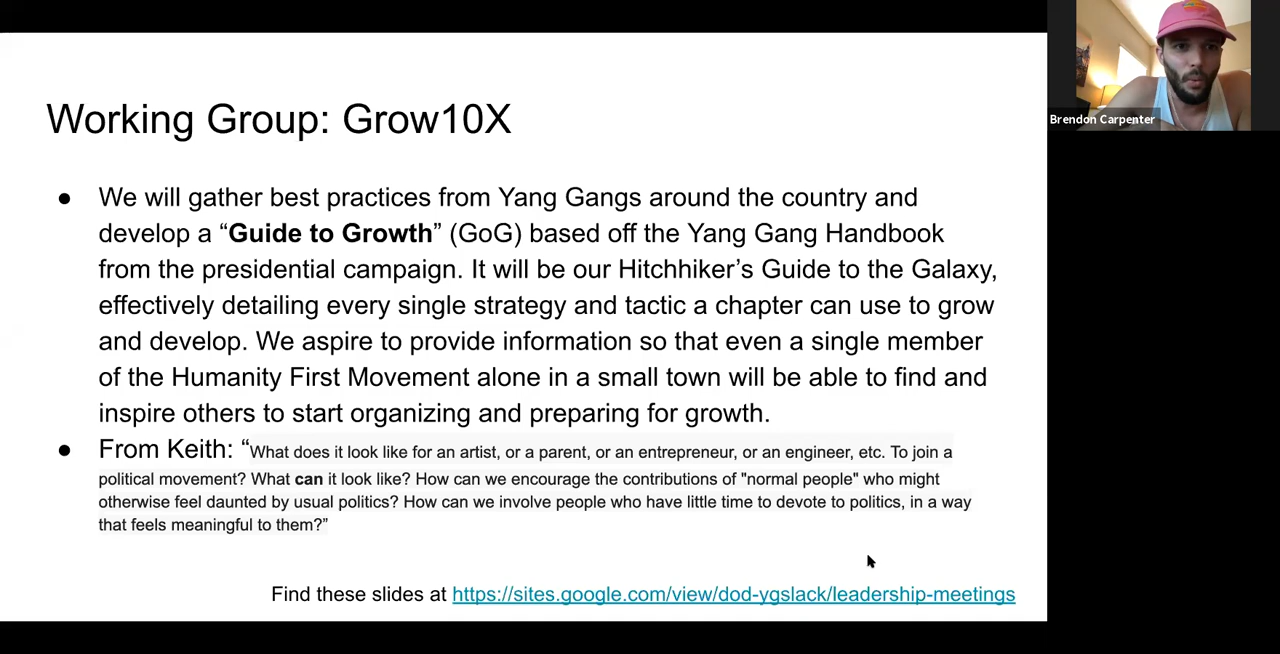 Working Group: Grow10X
● We will gather best practices from Yang Gangs around the country and
develop a “Guide to Growth” (GoG) based off the Yang Gang Handbook
from the presidential campaign. It will be our Hitchhiker’s Guide to the Galaxy,
effectively detailing every single strategy and tactic a chapter can use to grow
and develop. We aspire to provide information so that even a single member
of the Humanity First Movement alone in a small town will be able to find and
inspire others to start organizing and preparing for growth.
● From Keith: “What does it look like for an artist, or a parent, or an entrepreneur, or an engineer, etc. To join a
political movement? What can it look like? How can we encourage the contributions of "normal people" who might
otherwise feel daunted by usual politics? How can we involve people who have little time to devote to politics, in a way
that feels meaningful to them?”
Find these slides at https://sites.google.com/view/dod-ygslack/leadership-meetings
Brendon Carpenter